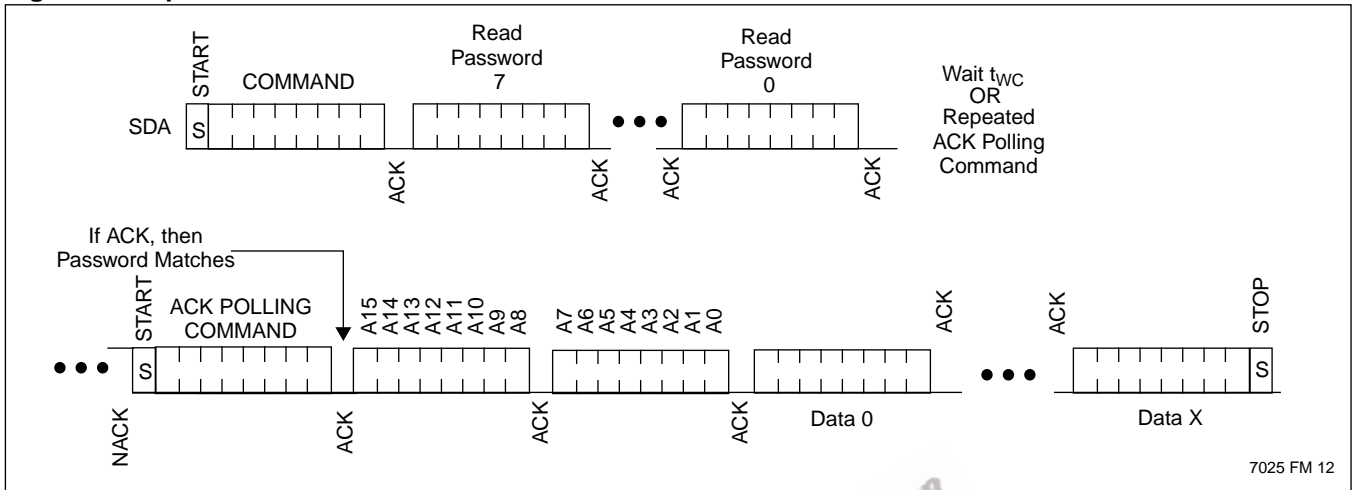 START
COMMAND
Read
Password
7
Read
Password
0
Wait tWC
OR
Repeated
ACK Polling
Command
SDA
S
ACK
ACK
ACK
ACK
If ACK, then
Password Matches
START
ACK POLLING
COMMAND
A15
A14
A13
A12
A11
A10
A9
A8
A7
A6
A5
A4
A3
A2
A1
A0
ACK
ACK
STOP
S
S
NACK
ACK
ACK
ACK
Data 0
Data X
7025 FM 12